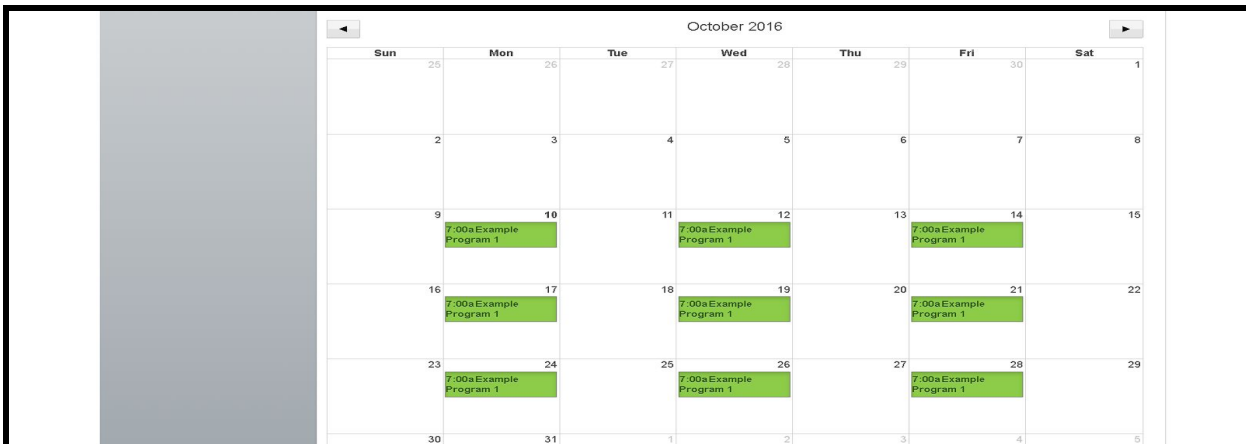 October 2016
Sun Mon Tue Wed Thu Fri Sat
25 26 27 28 29 30 1
2 3 4 5 6 7 8
9 10 11 12 13 14 15
7:00a Example 7:00a Example 7:00a Example
Program 1 Program 1 Program 1
16 17 18 19 20 21 22
7:00a Example 7:00a Example 7:00a Example
Program 1 Program 1 Program 1
23 24 25 26 27 28 29
7:00a Example 7:00a Example 7:00a Example
Program 1 Program 1 Program 1
30 31 1 2 3 4 5